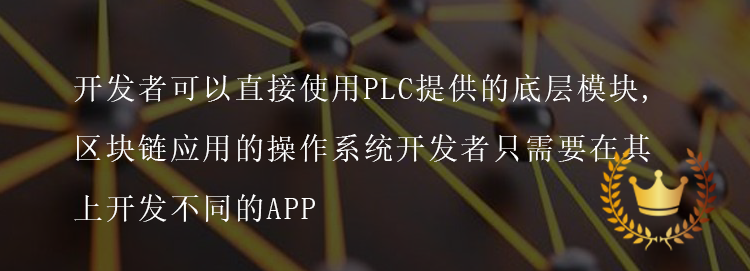 开发者可以直接使用PLC提供的底层模块，
区块链应用的操作系统开发者只需要在其
上开发不同的APP